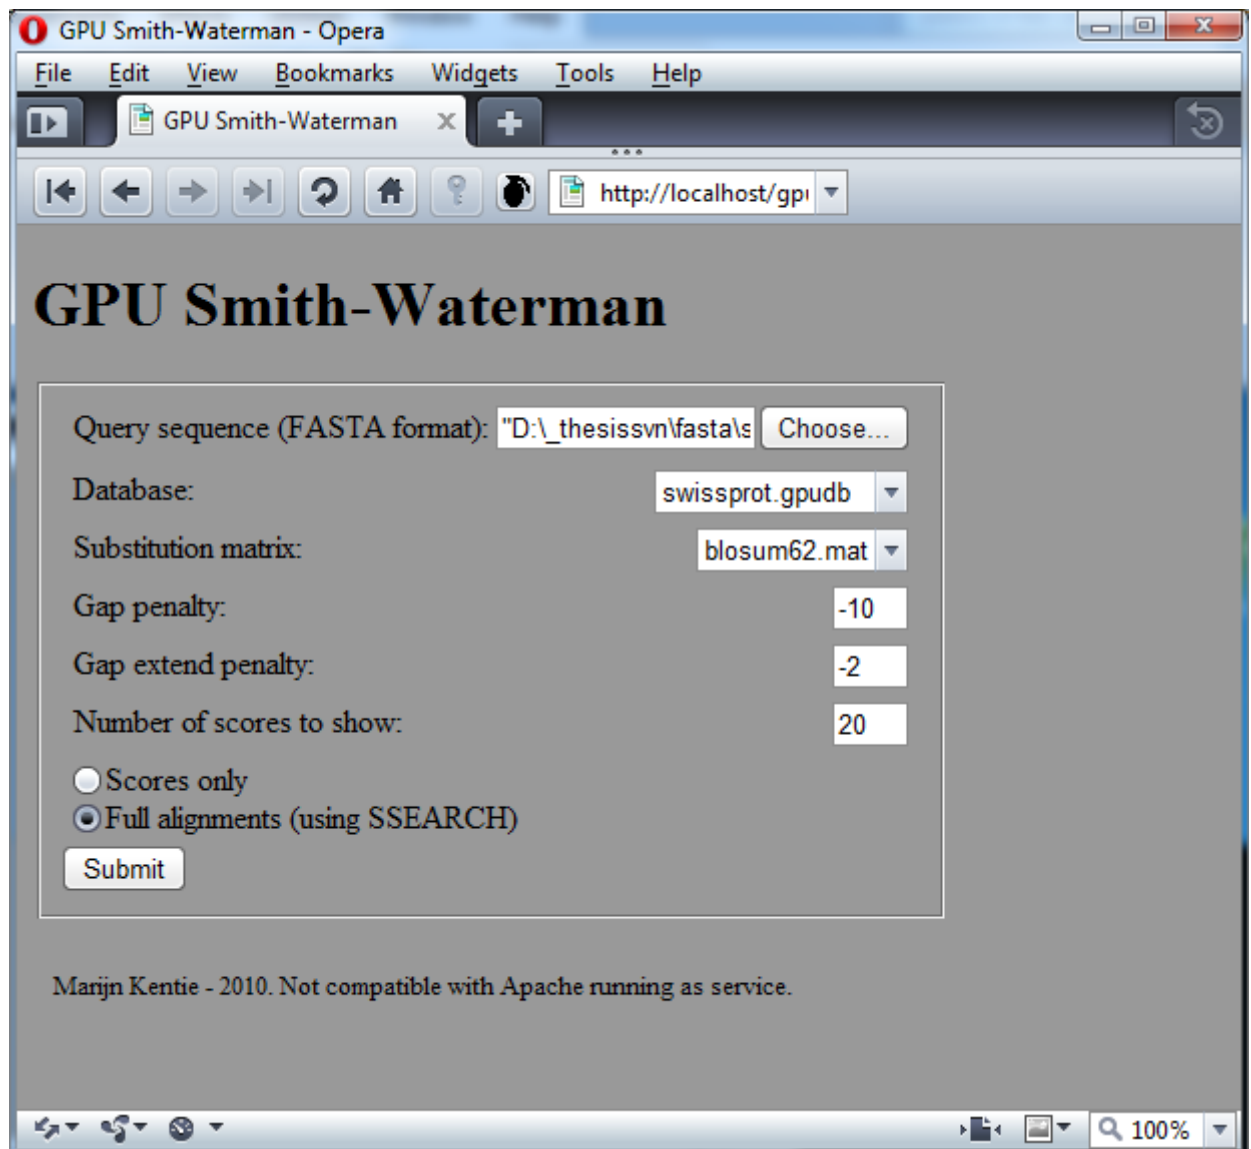 GPU Smith-Waterman - Opera
File Edit View Bookmarks Widgets Tools Help
GPU Smith-Waterman
http://localhost/gpu
GPU Smith-Waterman
Query sequence (FASTA format): "D:\_thesissvn\fasta\s Choose...
Database: swissprot.gpudb
Substitution matrix: blosum62.mat
Gap penalty: -10
Gap extend penalty: -2
Number of scores to show: 20
Scores only
Full alignments (using SSEARCH)
Submit
Marijn Kentie - 2010. Not compatible with Apache running as service.
100%